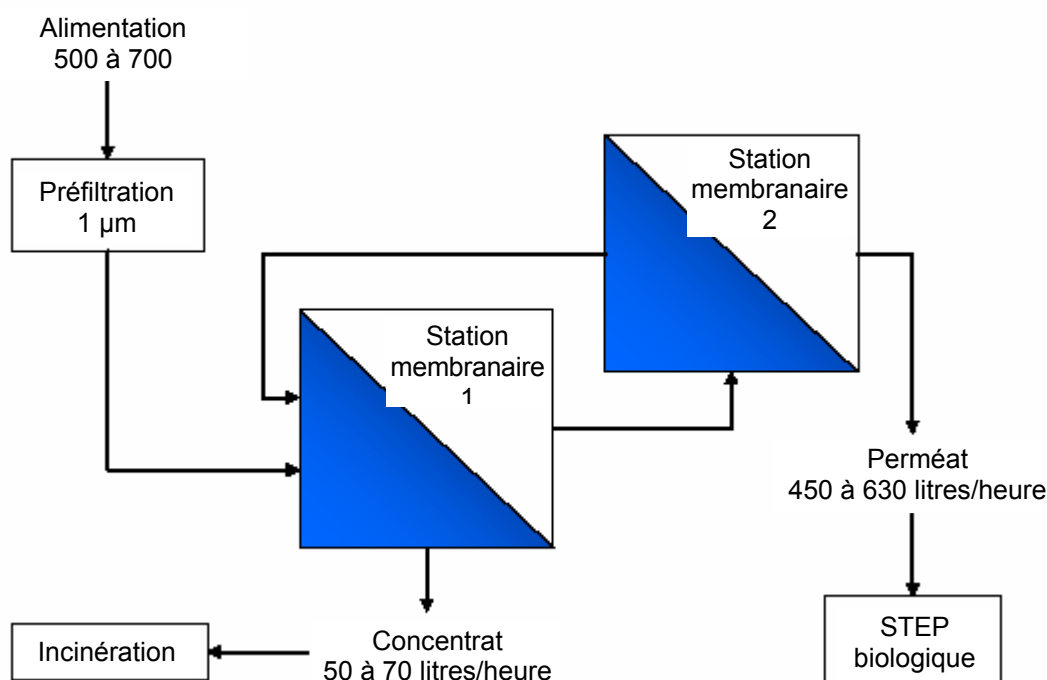 Alimentation
500 à 700
Préfiltration
1 µm
Station
membranaire
2
Station
membranaire
1
Perméat
450 à 630 litres/heure
Incinération
Concentrat
50 à 70 litres/heure
STEP
biologique